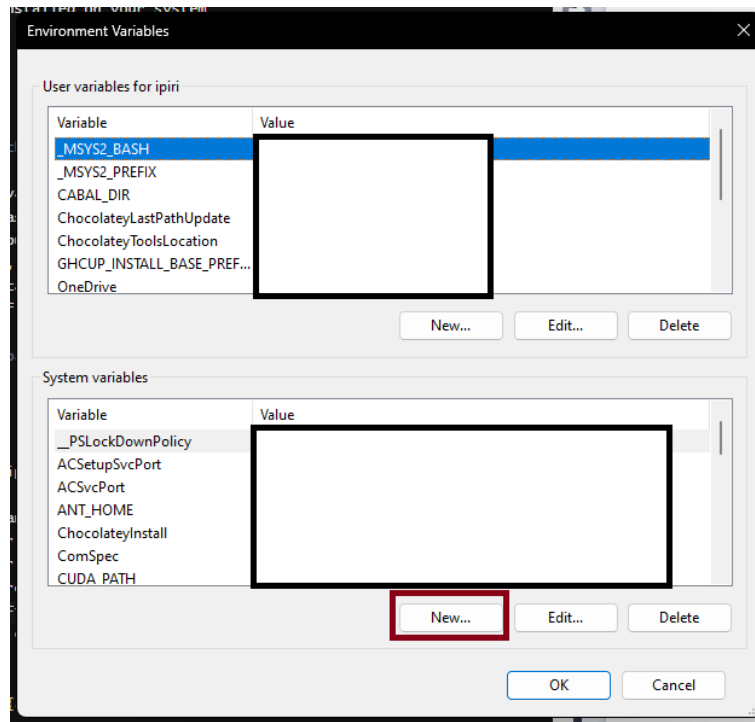 Environment Variables
User variables for ipiri
Variable Value
_MSYS2_BASH
_MSYS2_PREFIX
CABAL_DIR
ChocolateyLastPathUpdate
ChocolateyToolsLocation
GHCUP_INSTALL_BASE_PREF...
OneDrive
New... Edit... Delete
System variables
Variable Value
__PSLockDownPolicy
ACSetupSvcPort
ACSvcPort
ANT_HOME
ChocolateyInstall
ComSpec
CUDA_PATH
New... Edit... Delete
OK Cancel